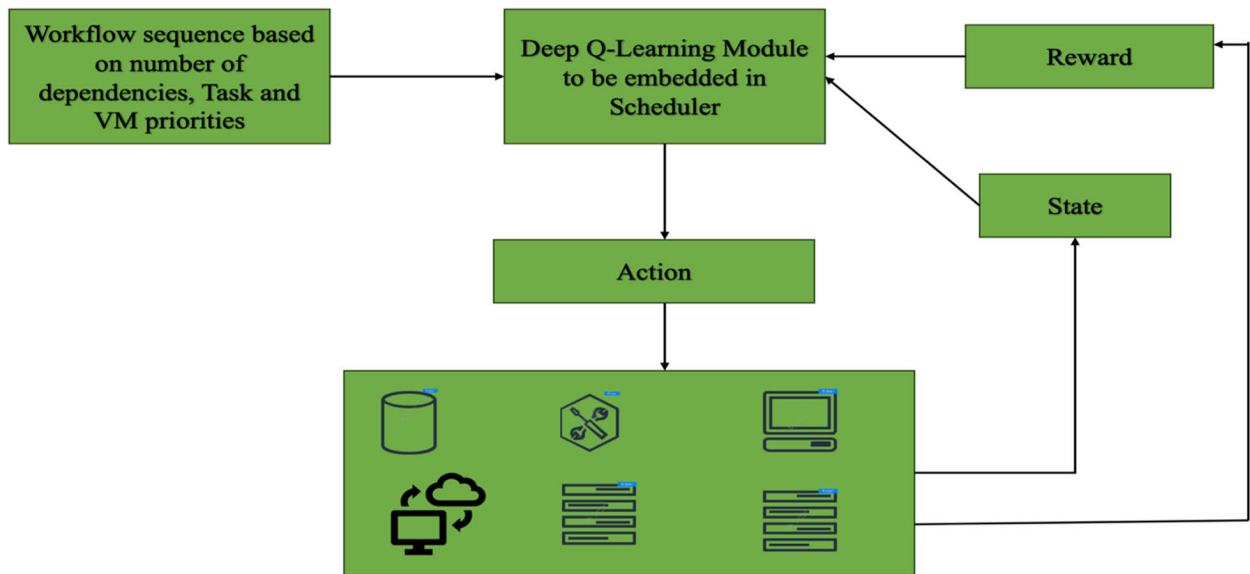 Workflow sequence based
on number of
dependencies, Task and
VM priorities
Deep Q-Learning Module
to be embedded in
Scheduler
Reward
State
Action